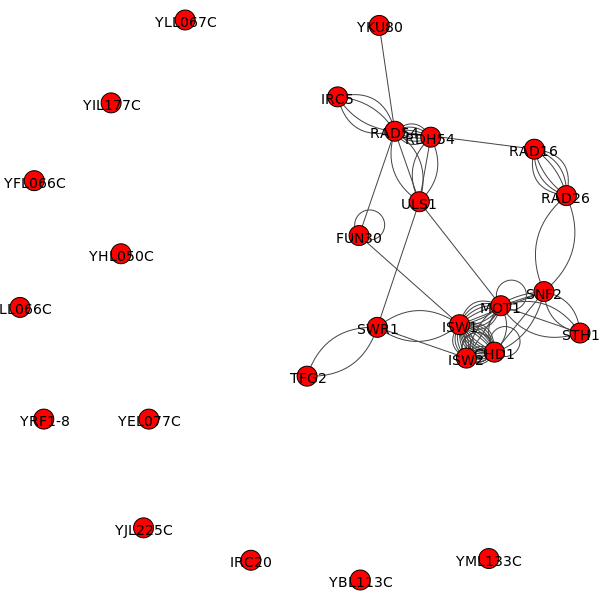 YLL067C
YKU80
IRC5
YIL177C
RAD54
RDH54
RAD16
YFL066C
RAD26
ULS1
FUN30
YHL050C
SNF2
MOT1
LL066C
SWR1
ISW1
STH1
CHD1
ISW2
TFC2
YRF1-8
YEL077C
YJL225C
IRC20
YML133C
YBL113C